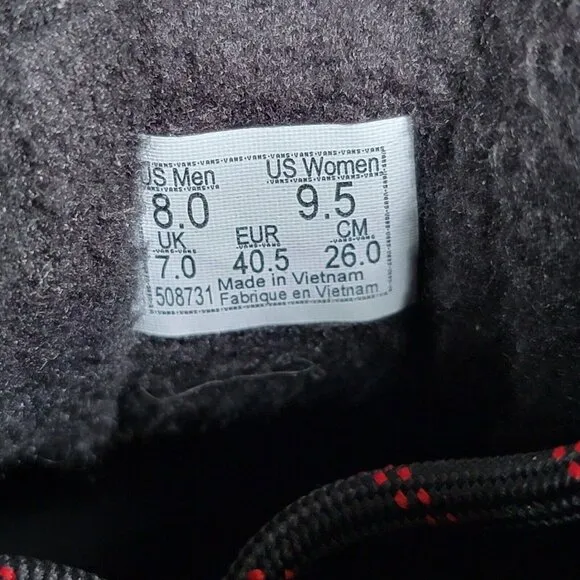 US Men US Women
8.0 9.5
UK EUR CM
7.0 40.5 26.0
508731 Made in Vietnam
Fabrique en Vietnam